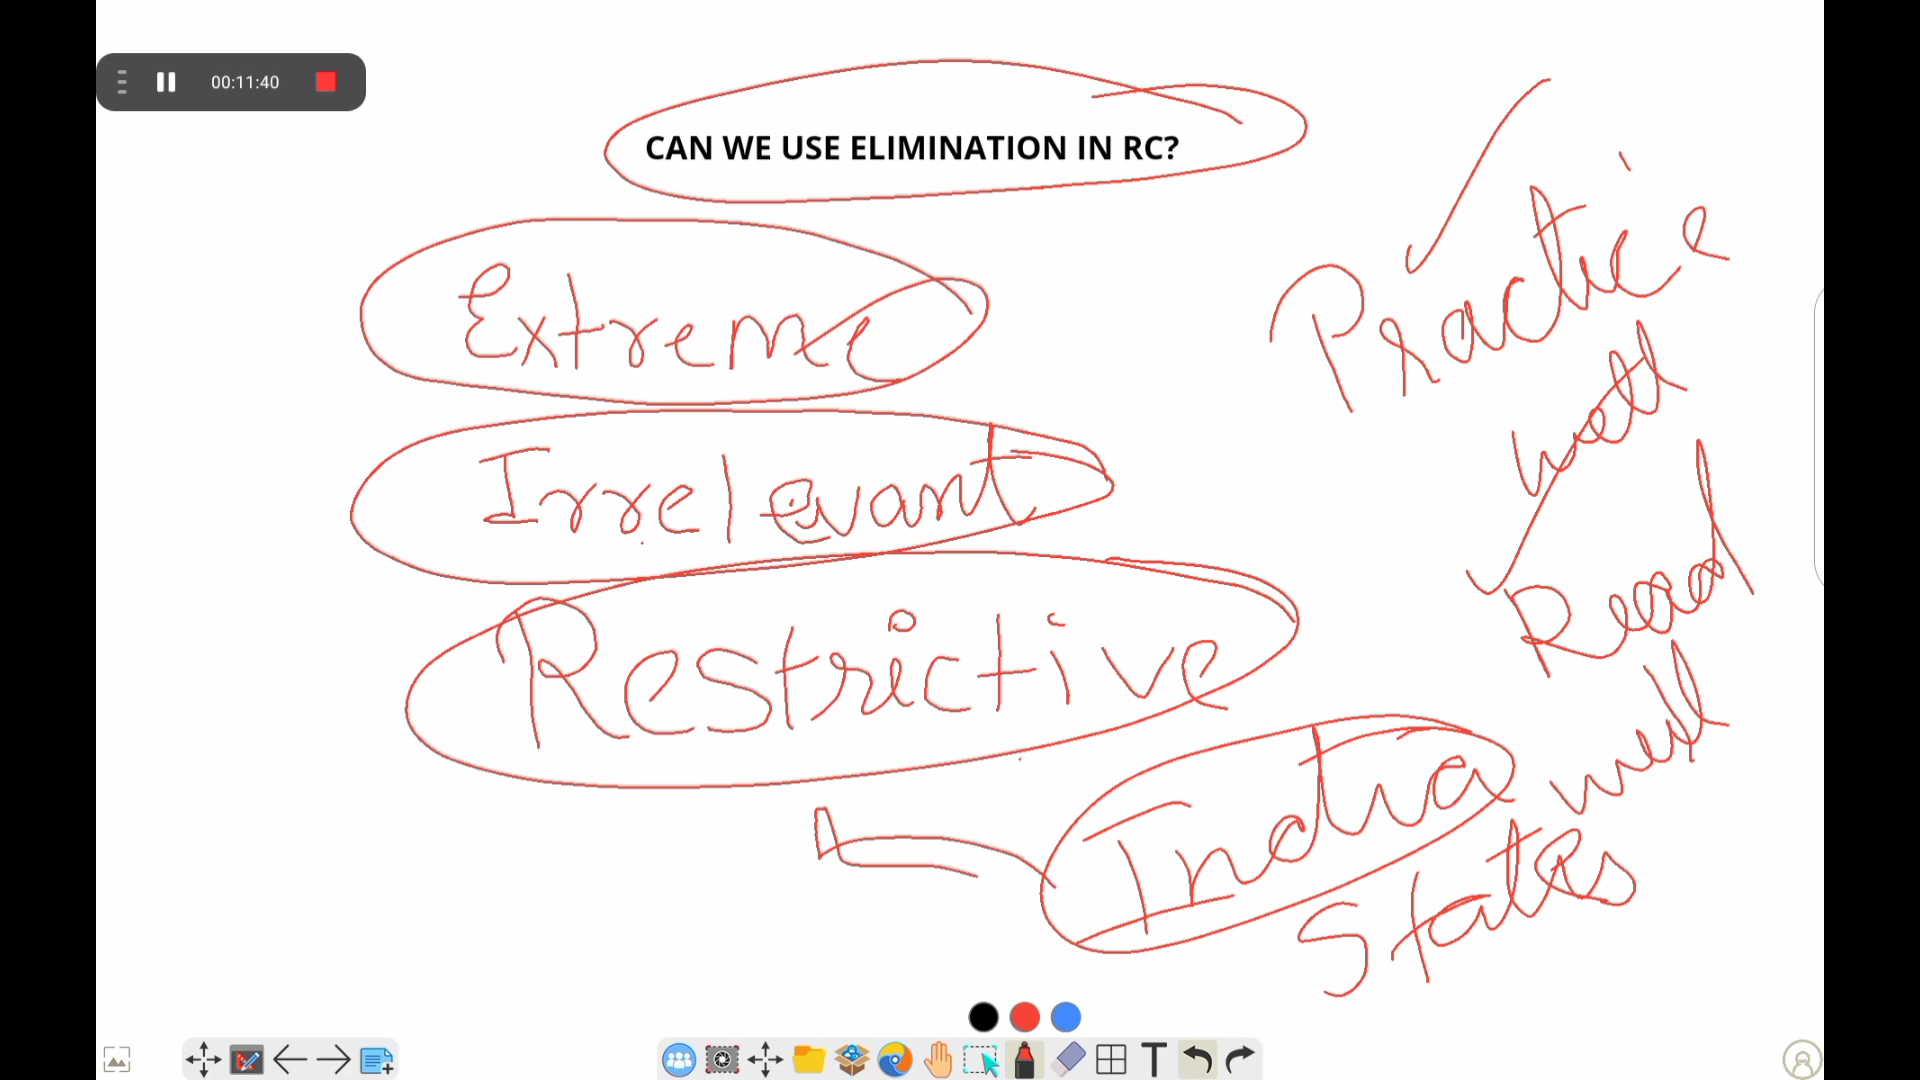 00:11:40
CAN WE USE ELIMINATION IN RC?
Extreme
Irrelevant
Restrictive
India
States
Practice
well
Read
well